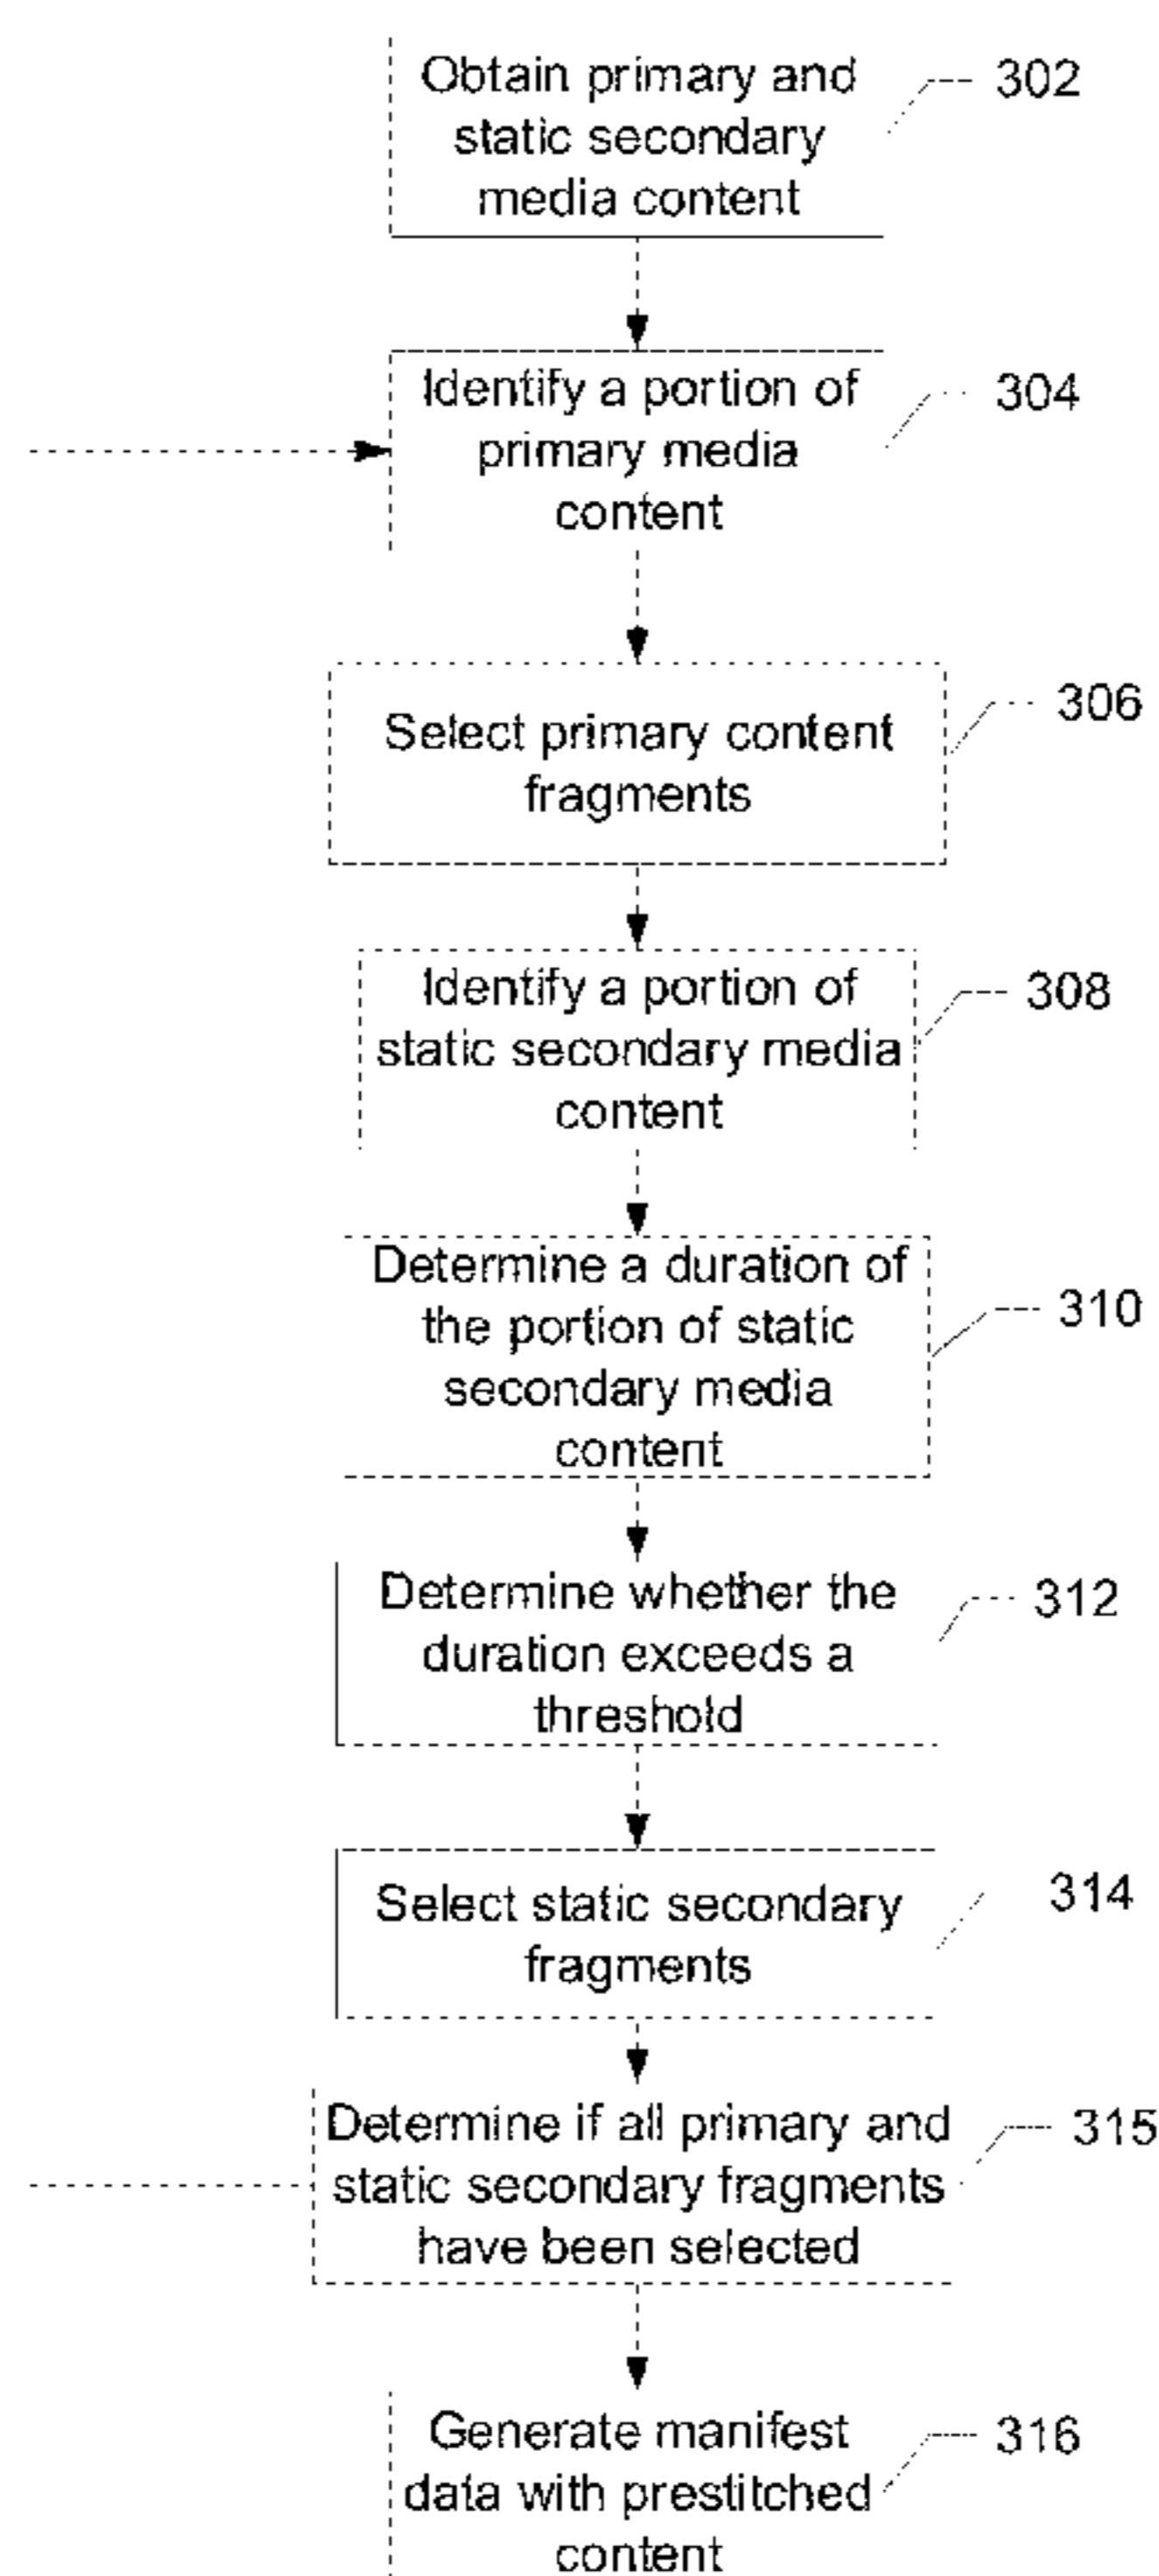 Obtain primary and
static secondary
media content
302
Identify a portion of
primary media
content
304
Select primary content
fragments
306
Identify a portion of
static secondary media
content
308
Determine a duration of
the portion of static
secondary media
content
310
Determine whether the
duration exceeds a
threshold
312
Select static secondary
fragments
314
Determine if all primary and
static secondary fragments
have been selected
315
Generate manifest
data with prestitched
content
316